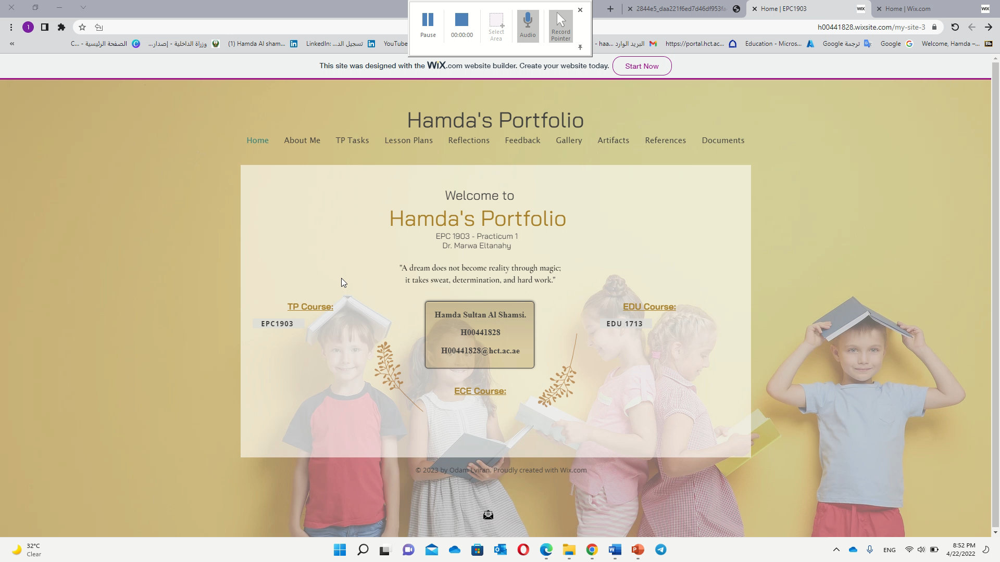 2844e5_daa221f6ed7d46df953fa
Home | EPC1903
WIX
Home | Wix.com
WIX
Pause
00:00:00
Select
Area
Audio
Record
Pointer
1
h00441828.wixsite.com/my-site-3
«
الصفحة الرئيسية - C...
وزراة الداخلية - إصدار...
(1) Hamda Al sham...
LinkedIn: تسجيل الد...
YouTube
البريد الوارد - haa...
https://portal.hct.ac...
Education - Micros...
ترجمة Google
Google
Welcome, Hamda –...
Bb
This site was designed with the WiX.com website builder. Create your website today.
Start Now
Hamda's Portfolio
Home
About Me
TP Tasks
Lesson Plans
Reflections
Feedback
Gallery
Artifacts
References
Documents
Welcome to
Hamda's Portfolio
EPC 1903 - Practicum 1
Dr. Marwa Eltanahy
"A dream does not become reality through magic;
it takes sweat, determination, and hard work."
TP Course:
EPC1903
Hamda Sultan Al Shamsi.
H00441828
H00441828@hct.ac.ae
EDU Course:
EDU 1713
ECE Course:
© 2023 by Odam Lviran. Proudly created with Wix.com
32°C
Clear
ENG
8:52 PM
4/22/2022